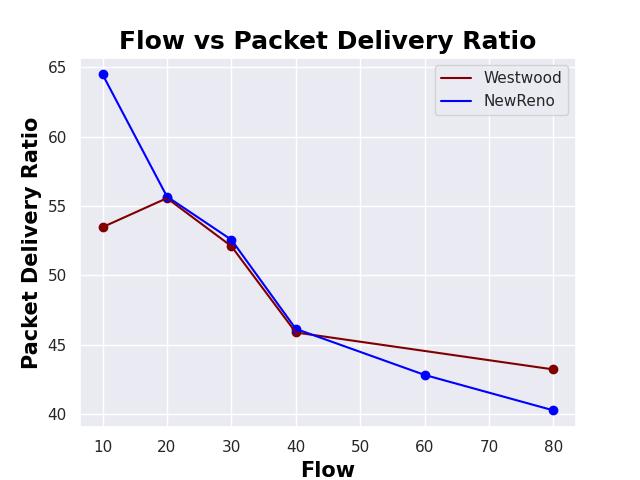 Flow vs Packet Delivery Ratio
Westwood
NewReno
Packet Delivery Ratio
65
60
55
50
45
40
10 20 30 40 50 60 70 80
Flow